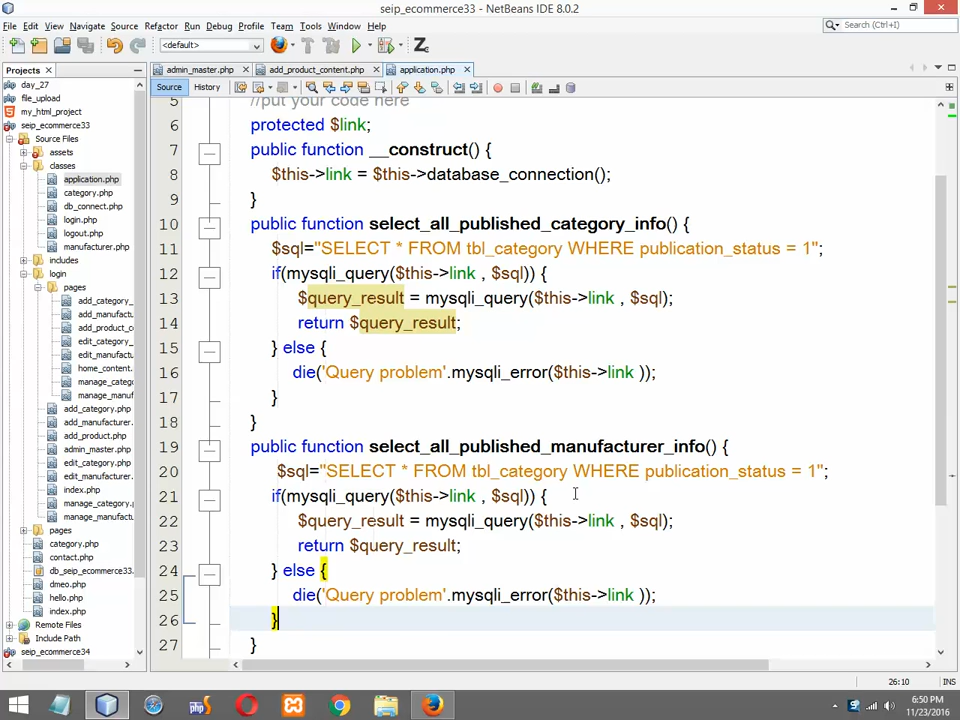 seip_ecommerce33 - NetBeans IDE 8.0.2
File Edit View Navigate Source Refactor Run Debug Profile Team Tools Window Help
Search (Ctrl+I)
<default>
Projects
admin_master.php
add_product_content.php
application.php
Source History
day_27
file_upload
my_html_project
seip_ecommerce33
Source Files
assets
classes
application.php
category.php
db_connect.php
login.php
logout.php
manufacturer.php
includes
login
pages
add_category_
add_manufactu
add_product_co
edit_category_
edit_manufactu
home_content.
manage_categ
manage_manuf
add_category.php
add_manufacturer.
add_product.php
admin_master.php
edit_category.php
edit_manufacturer.
index.php
manage_category.
manage_manufact
pages
category.php
contact.php
db_seip_ecommerce33.
dmeo.php
hello.php
index.php
Remote Files
Include Path
seip_ecommerce34
5 //put your code here
6 protected $link;
7 public function __construct() {
8 $this->link = $this->database_connection();
9 }
10 public function select_all_published_category_info() {
11 $sql="SELECT * FROM tbl_category WHERE publication_status = 1";
12 if(mysqli_query($this->link , $sql)) {
13 $query_result = mysqli_query($this->link , $sql);
14 return $query_result;
15 } else {
16 die('Query problem'.mysqli_error($this->link ));
17 }
18 }
19 public function select_all_published_manufacturer_info() {
20 $sql="SELECT * FROM tbl_category WHERE publication_status = 1";
21 if(mysqli_query($this->link , $sql)) {
22 $query_result = mysqli_query($this->link , $sql);
23 return $query_result;
24 } else {
25 die('Query problem'.mysqli_error($this->link ));
26 }
27 }
26:10 INS
php
6:50 PM
11/23/2016